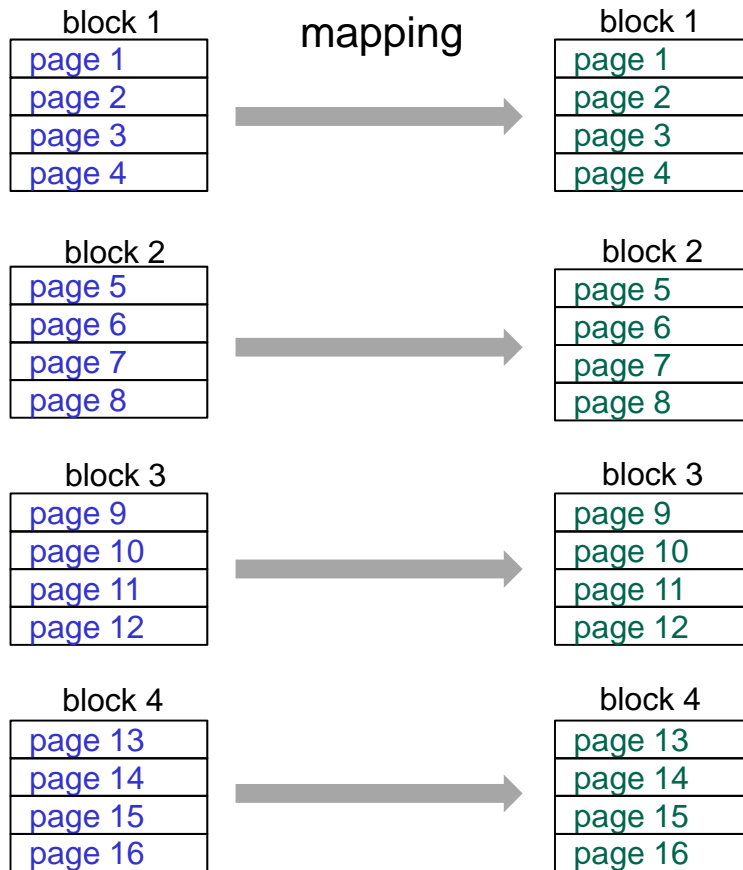 block 1
page 1
page 2
page 3
page 4
block 2
page 5
page 6
page 7
page 8
block 3
page 9
page 10
page 11
page 12
block 4
page 13
page 14
page 15
page 16
mapping
block 1
page 1
page 2
page 3
page 4
block 2
page 5
page 6
page 7
page 8
block 3
page 9
page 10
page 11
page 12
block 4
page 13
page 14
page 15
page 16